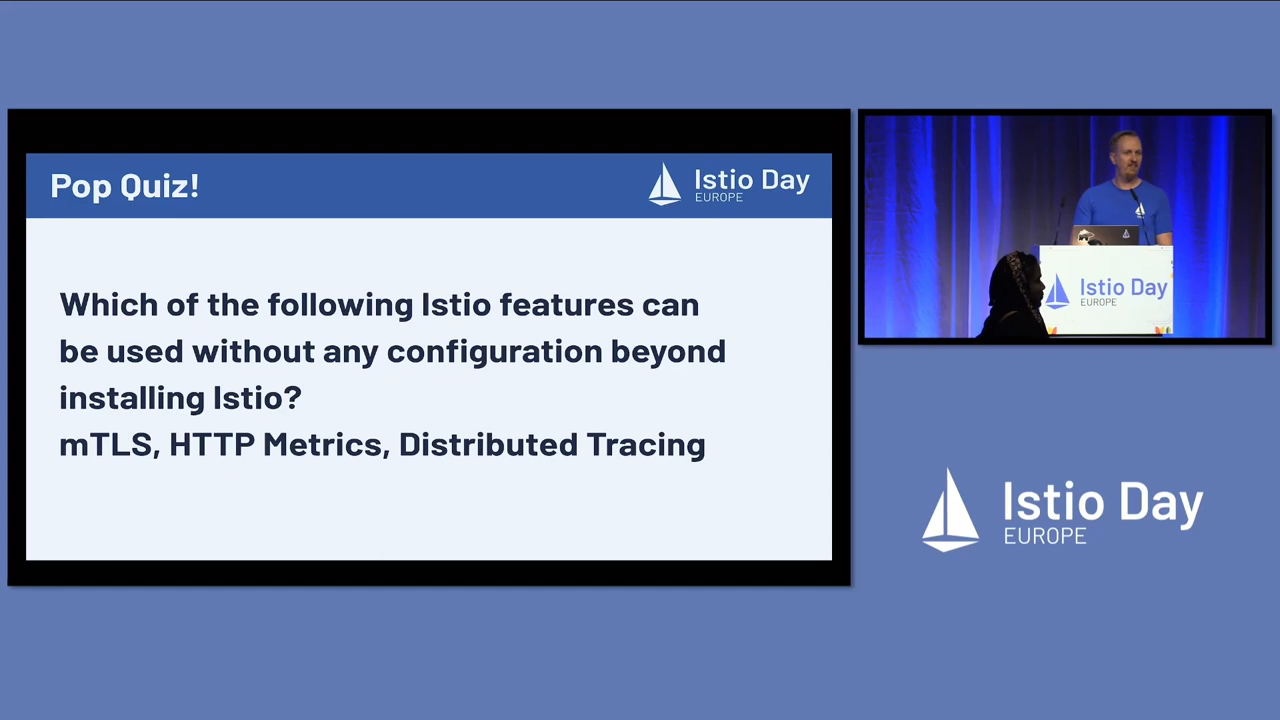 Pop Quiz!
Istio Day
EUROPE
Which of the following Istio features can
be used without any configuration beyond
installing Istio?
mTLS, HTTP Metrics, Distributed Tracing
Istio Day
EUROPE
Istio Day
EUROPE